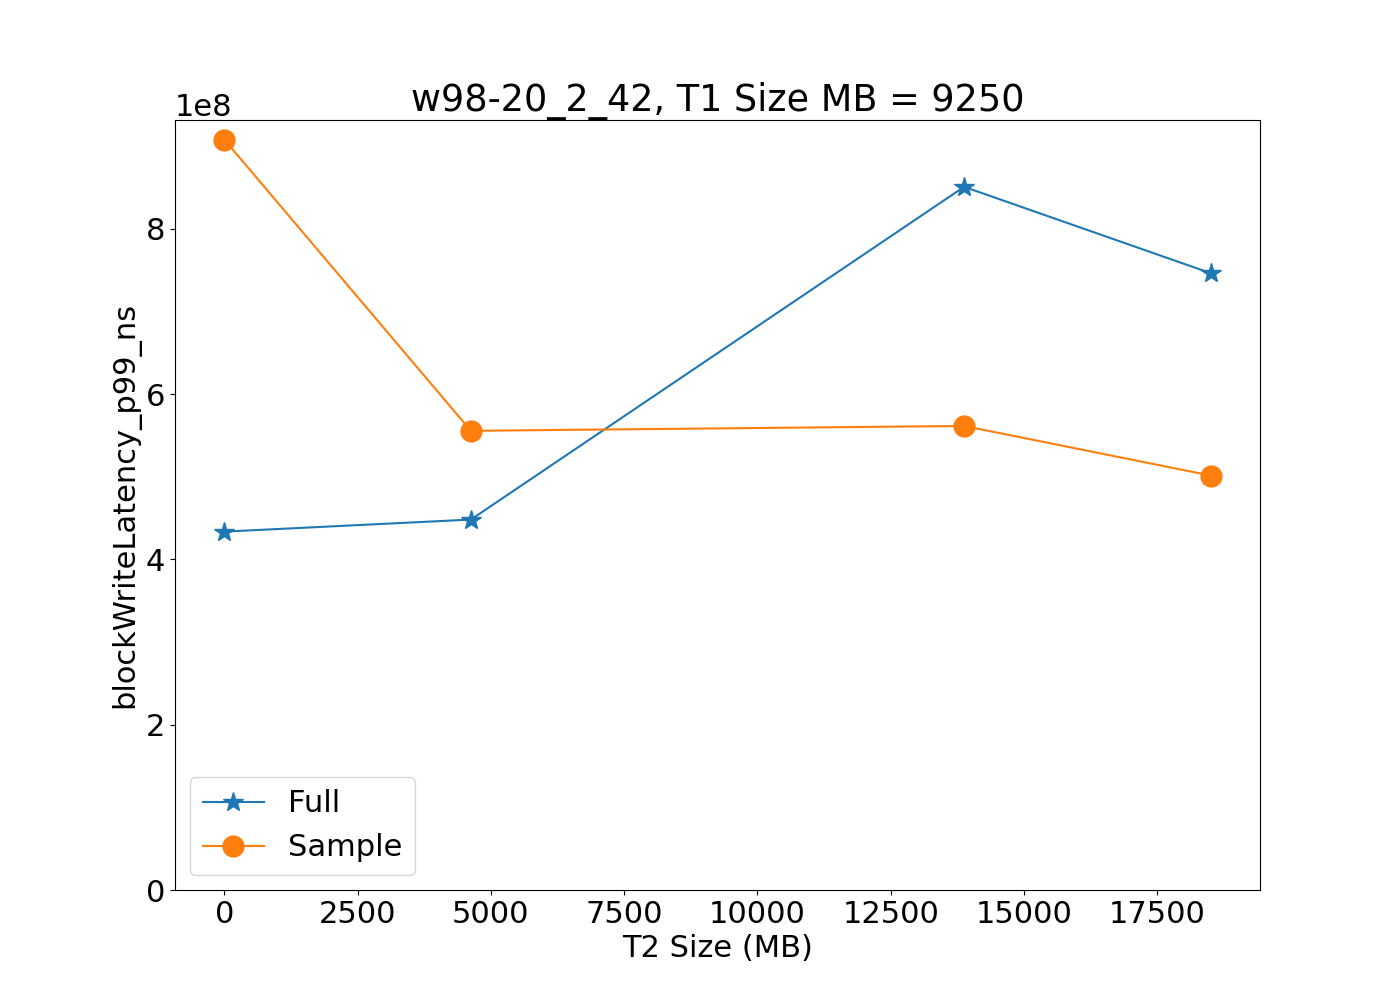 w98-20_2_42, T1 Size MB = 9250
1e8
8
6
4
2
0
blockWriteLatency_p99_ns
Full
Sample
0 2500 5000 7500 10000 12500 15000 17500
T2 Size (MB)